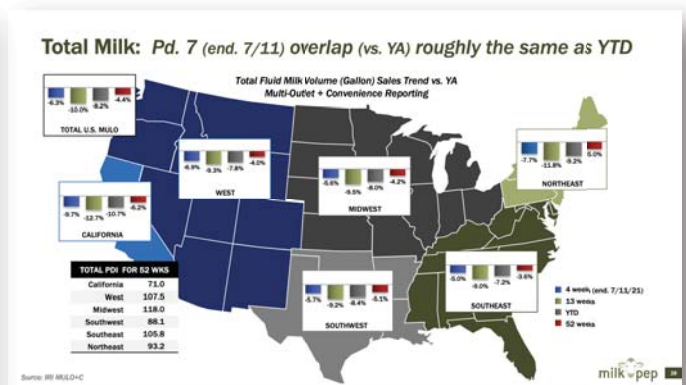 Total Milk: Pd. 7 (end. 7/11) overlap (vs. YA) roughly the same as YTD
Total Fluid Milk Volume (Gallon) Sales Trend vs. YA
Multi-Outlet + Convenience Reporting
-6.3% -10.0% -8.2% -4.4%
TOTAL U.S. MULO
-6.9% -9.3% -7.8% -4.0%
WEST
-5.6% -9.5% -8.0% -4.2%
MIDWEST
-7.7% -11.8% -9.2% -5.0%
NORTHEAST
-9.7% -12.7% -10.7% -6.2%
CALIFORNIA
-5.7% -9.2% -8.4% -5.1%
SOUTHWEST
-5.0% -9.0% -7.2% -3.6%
SOUTHEAST
TOTAL PDI FOR 52 WKS
California 71.0
West 107.5
Midwest 118.0
Southwest 88.1
Southeast 105.8
Northeast 93.2
4 week (end. 7/11/21)
13 weeks
YTD
52 weeks
Source: IRI MULO+C
milk pep